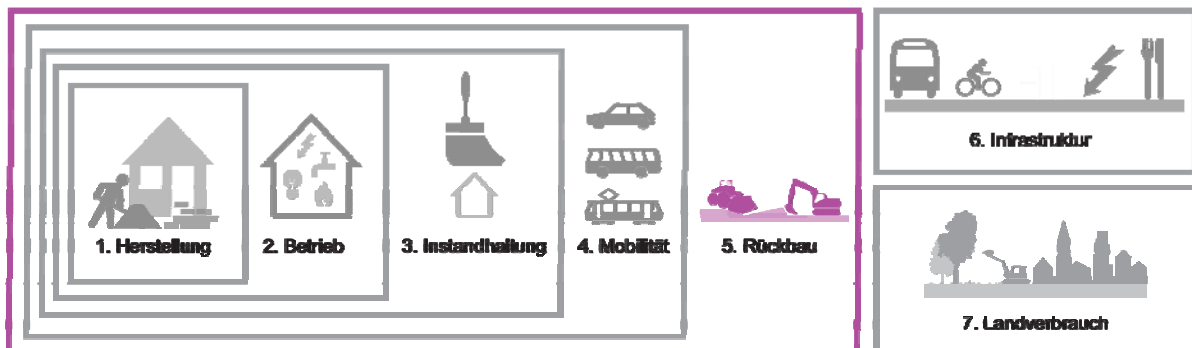 1. Herstellung
2. Betrieb
3. Instandhaltung
4. Mobilität
5. Rückbau
6. Infrastruktur
7. Landverbrauch